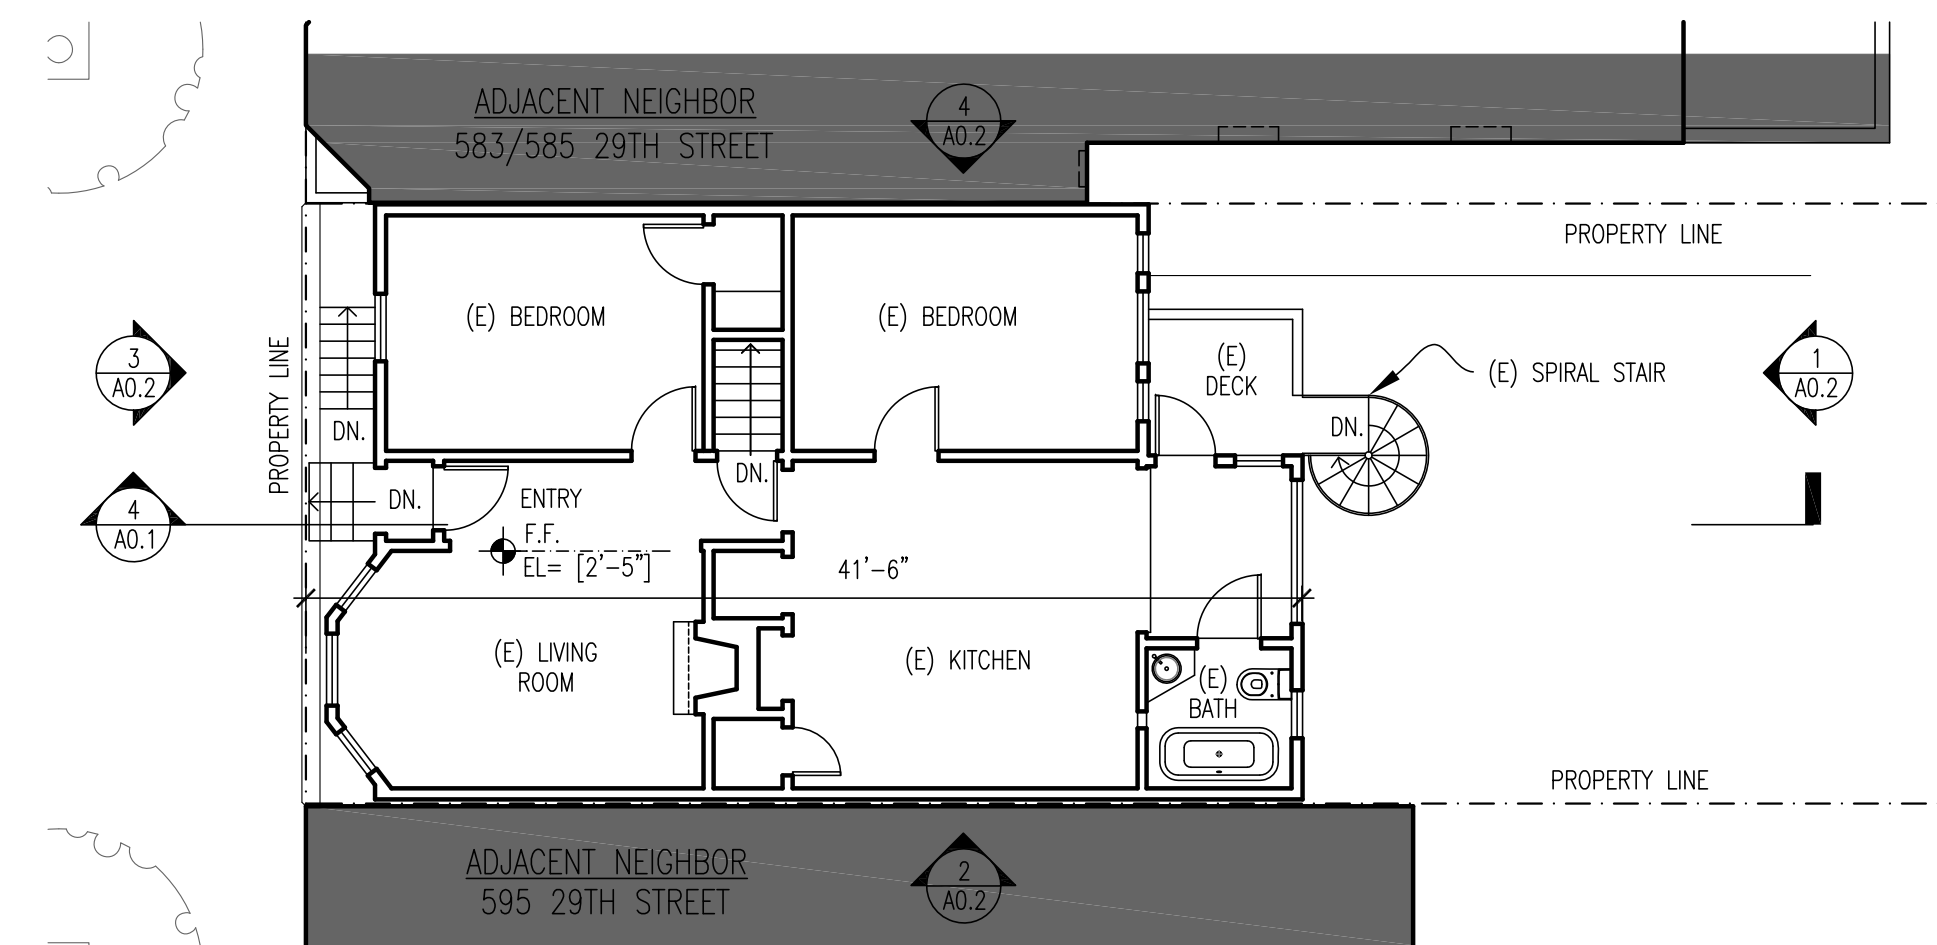 ADJACENT NEIGHBOR
583/585 29TH STREET
4
A0.2
PROPERTY LINE
(E) BEDROOM
(E) BEDROOM
3
A0.2
PROPERTY LINE
DN.
(E)
DECK
(E) SPIRAL STAIR
1
A0.2
DN.
DN.
DN.
4
A0.1
ENTRY
F.F.
EL= [2'-5"]
41'-6"
(E) LIVING
ROOM
(E) KITCHEN
(E)
BATH
PROPERTY LINE
ADJACENT NEIGHBOR
595 29TH STREET
2
A0.2